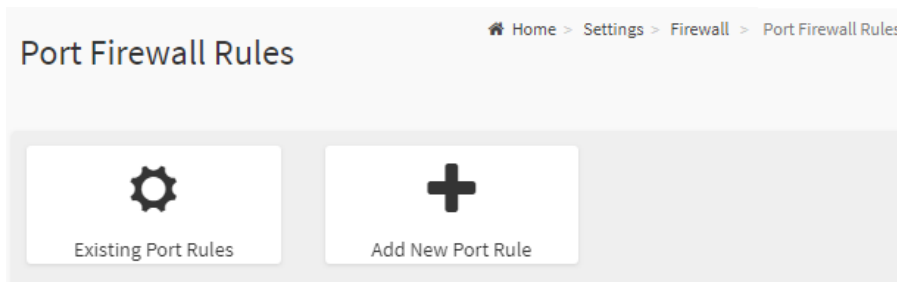 Home > Settings > Firewall > Port Firewall Rules
Port Firewall Rules
Existing Port Rules
Add New Port Rule